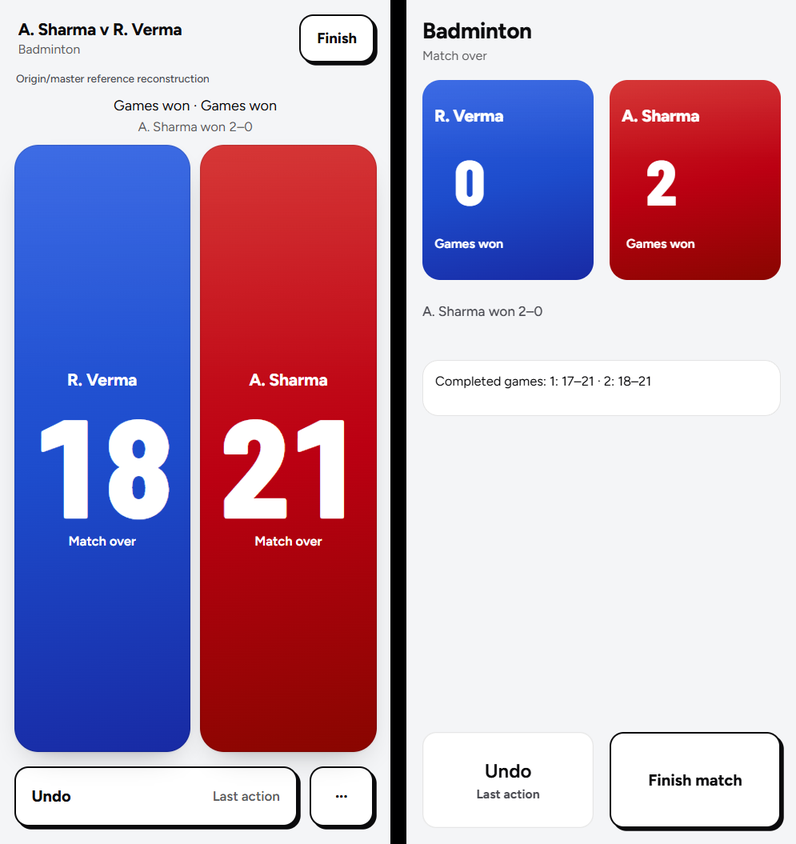 A. Sharma v R. Verma
Badminton
Finish
Origin/master reference reconstruction
Games won · Games won
A. Sharma won 2–0
R. Verma
18
Match over
A. Sharma
21
Match over
Undo
Last action
...
Badminton
Match over
R. Verma
0
Games won
A. Sharma
2
Games won
A. Sharma won 2–0
Completed games: 1: 17–21 · 2: 18–21
Undo
Last action
Finish match